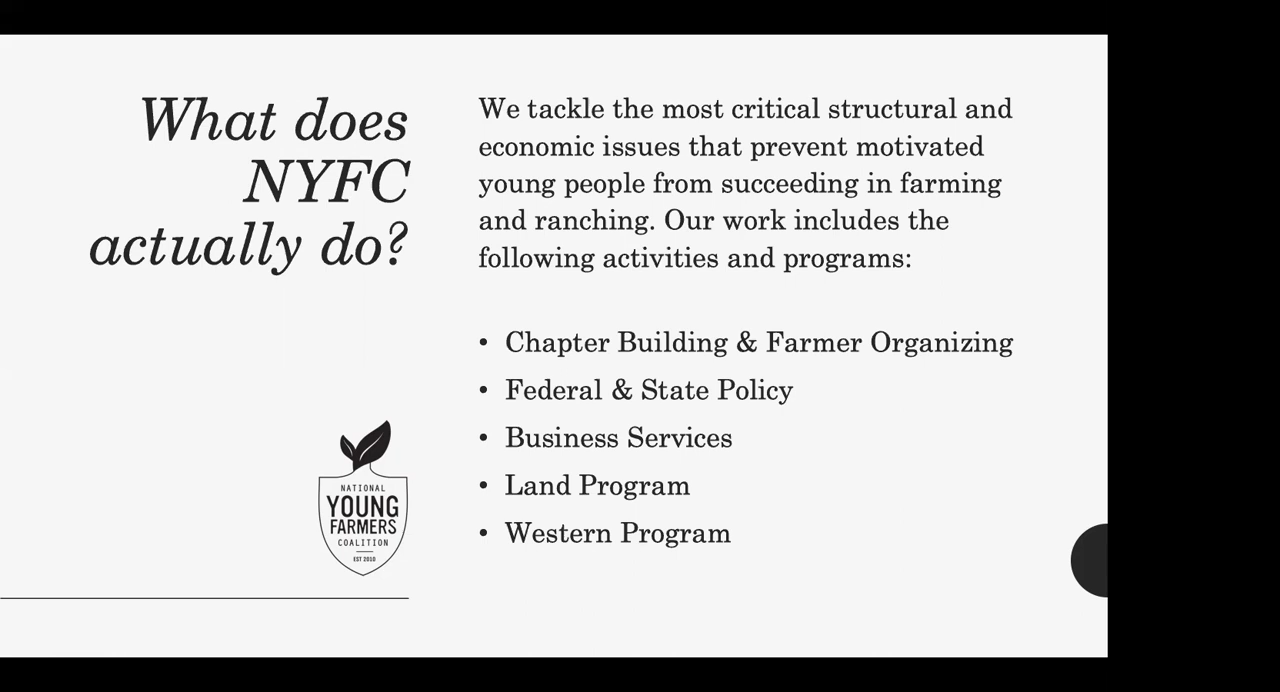 What does
NYFC
actually do?
We tackle the most critical structural and
economic issues that prevent motivated
young people from succeeding in farming
and ranching. Our work includes the
following activities and programs:
• Chapter Building & Farmer Organizing
• Federal & State Policy
• Business Services
• Land Program
• Western Program
NATIONAL
YOUNG
FARMERS
COALITION
EST 2010